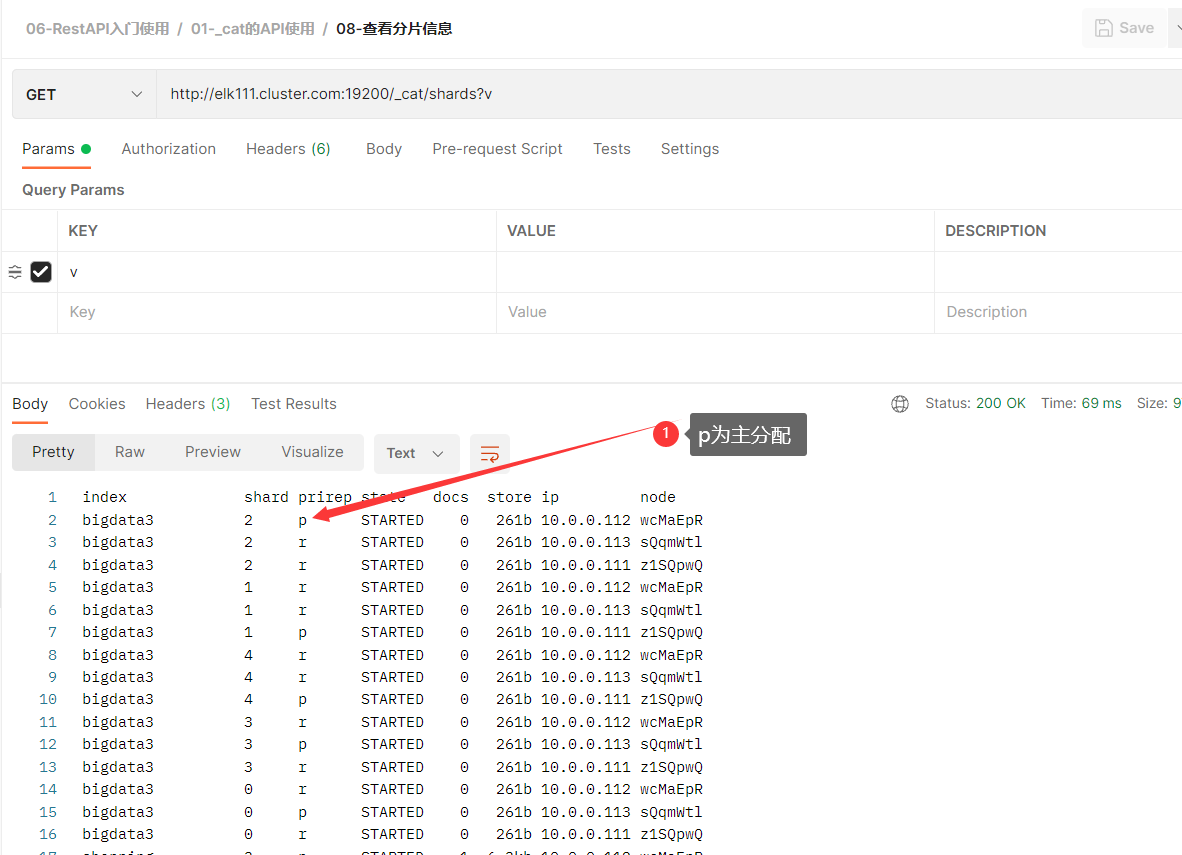 06-RestAPI入门使用 / 01-_cat的API使用 / 08-查看分片信息 Save
GET http://elk111.cluster.com:19200/_cat/shards?v
Params Authorization Headers (6) Body Pre-request Script Tests Settings
Query Params
KEY VALUE DESCRIPTION
v
Key Value Description
Body Cookies Headers (3) Test Results Status: 200 OK Time: 69 ms Size: 9
1 p为主分配
Pretty Raw Preview Visualize Text
1 index shard prirep state docs store ip node
2 bigdata3 2 p STARTED 0 261b 10.0.0.112 wcMaEpR
3 bigdata3 2 r STARTED 0 261b 10.0.0.113 sQqmWtl
4 bigdata3 2 r STARTED 0 261b 10.0.0.111 z1SQpwQ
5 bigdata3 1 r STARTED 0 261b 10.0.0.112 wcMaEpR
6 bigdata3 1 r STARTED 0 261b 10.0.0.113 sQqmWtl
7 bigdata3 1 p STARTED 0 261b 10.0.0.111 z1SQpwQ
8 bigdata3 4 r STARTED 0 261b 10.0.0.112 wcMaEpR
9 bigdata3 4 r STARTED 0 261b 10.0.0.113 sQqmWtl
10 bigdata3 4 p STARTED 0 261b 10.0.0.111 z1SQpwQ
11 bigdata3 3 r STARTED 0 261b 10.0.0.112 wcMaEpR
12 bigdata3 3 p STARTED 0 261b 10.0.0.113 sQqmWtl
13 bigdata3 3 r STARTED 0 261b 10.0.0.111 z1SQpwQ
14 bigdata3 0 r STARTED 0 261b 10.0.0.112 wcMaEpR
15 bigdata3 0 p STARTED 0 261b 10.0.0.113 sQqmWtl
16 bigdata3 0 r STARTED 0 261b 10.0.0.111 z1SQpwQ